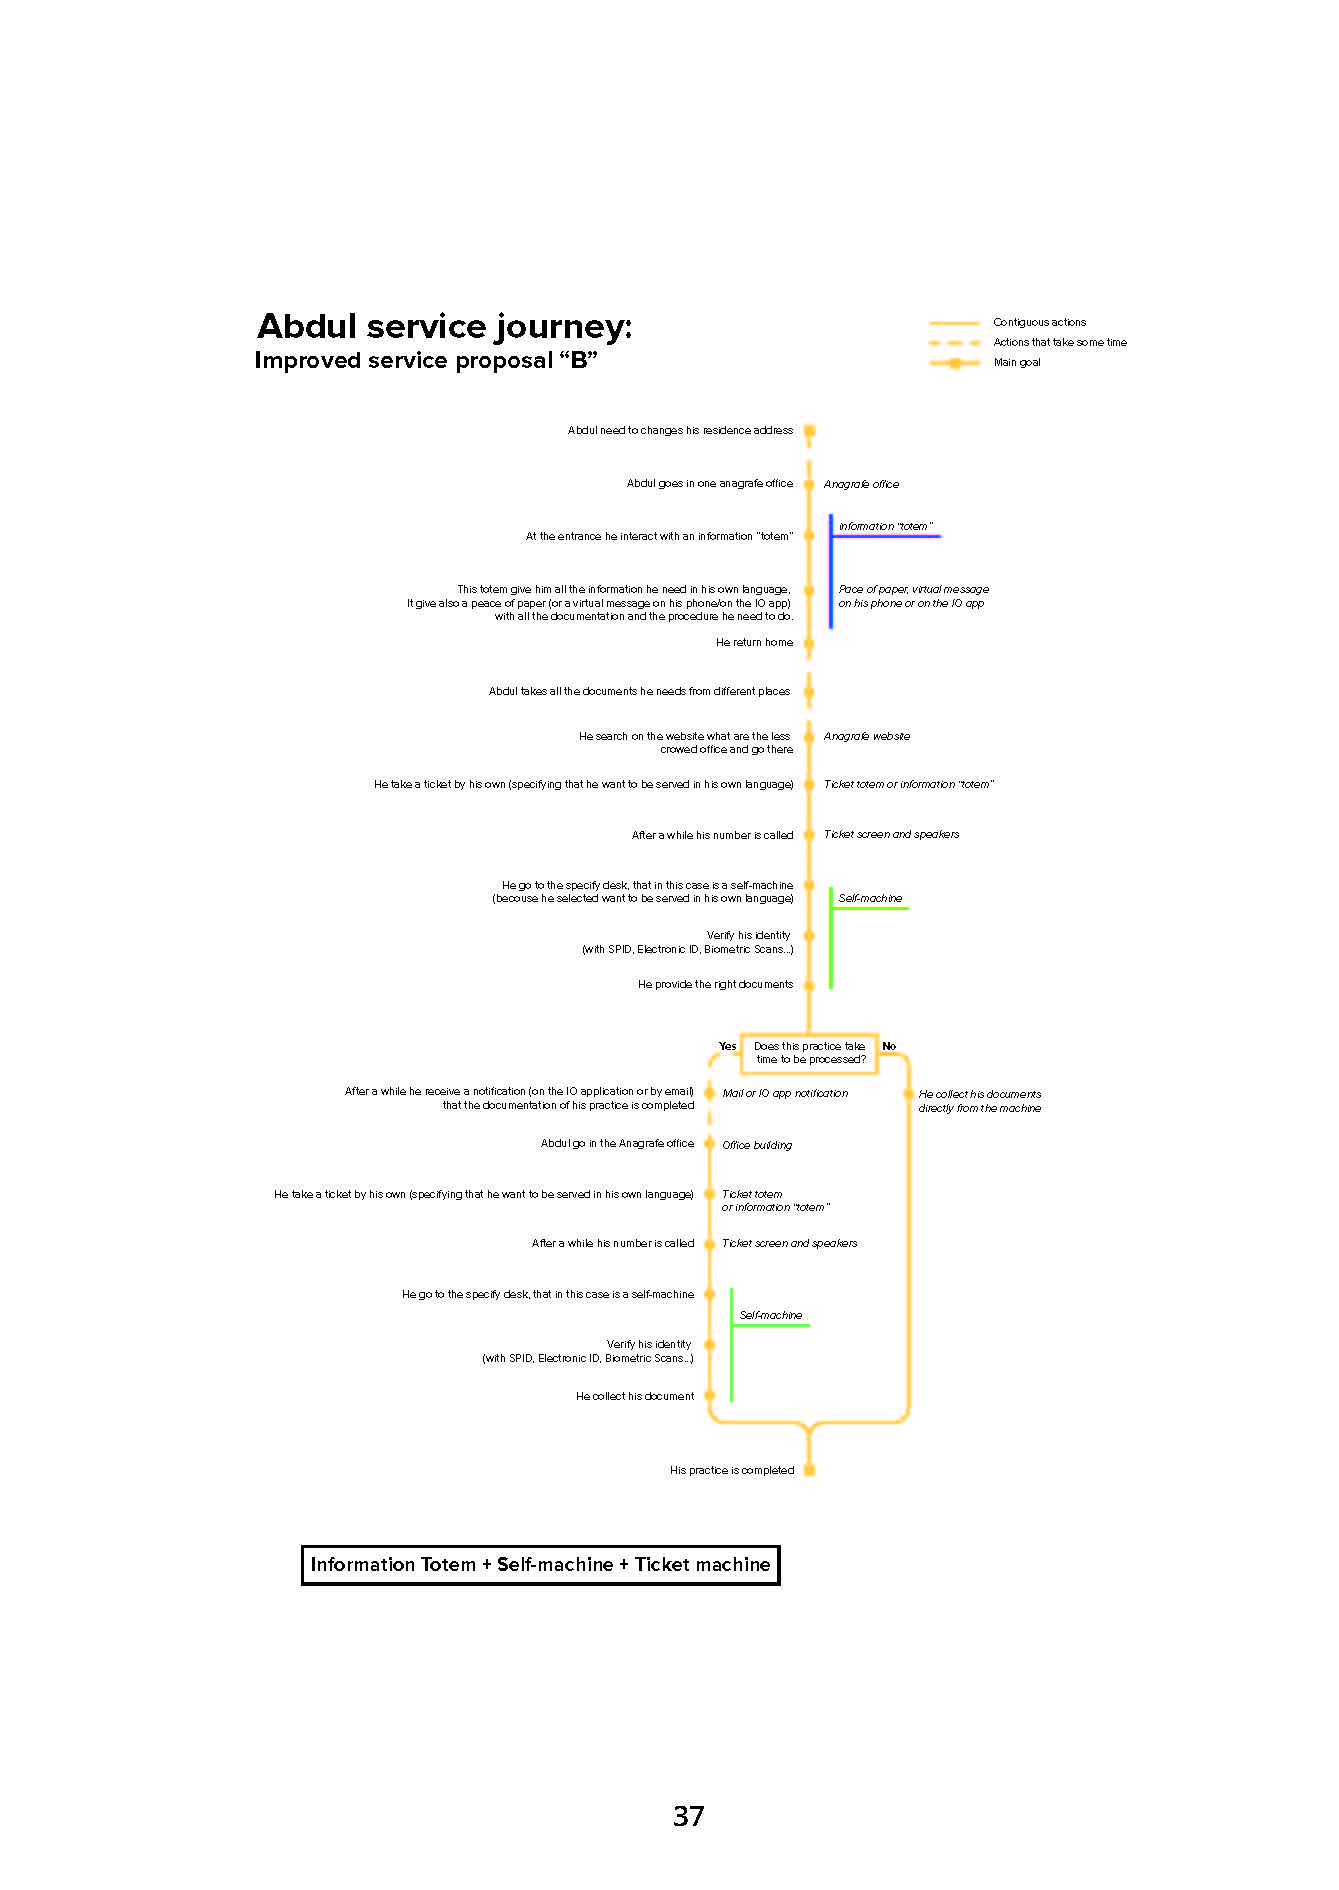 Abdul service journey:
Improved service proposal “B”
Contiguous actions
Actions that take some time
Main goal
Abdul need to changes his residence address
Abdul goes in one anagrafe office
Anagrafe office
At the entrance he interact with an information “totem”
information “totem”
This totem give him all the information he need in his own language,
It give also a peace of paper (or a virtual message on his phone/on the IO app)
with all the documentation and the procedure he need to do.
Pace of paper, virtual message
on his phone or on the IO app
He return home
Abdul takes all the documents he needs from different places
He search on the website what are the less
crowed office and go there
Anagrafe website
He take a ticket by his own (specifying that he want to be served in his own language)
Ticket totem or information “totem”
After a while his number is called
Ticket screen and speakers
He go to the specify desk, that in this case is a self-machine
(becouse he selected want to be served in his own language)
Self-machine
Verify his identity
(with SPID, Electronic ID, Biometric Scans...)
He provide the right documents
Yes
Does this practice take
time to be processed?
No
After a while he receive a notification (on the IO application or by email)
that the documentation of his practice is completed
Mail or IO app notification
He collect his documents
directly from the machine
Abdul go in the Anagrafe office
Office building
He take a ticket by his own (specifying that he want to be served in his own language)
Ticket totem
or information “totem”
After a while his number is called
Ticket screen and speakers
He go to the specify desk, that in this case is a self-machine
Self-machine
Verify his identity
(with SPID, Electronic ID, Biometric Scans...)
He collect his document
His practice is completed
Information Totem + Self-machine + Ticket machine
37